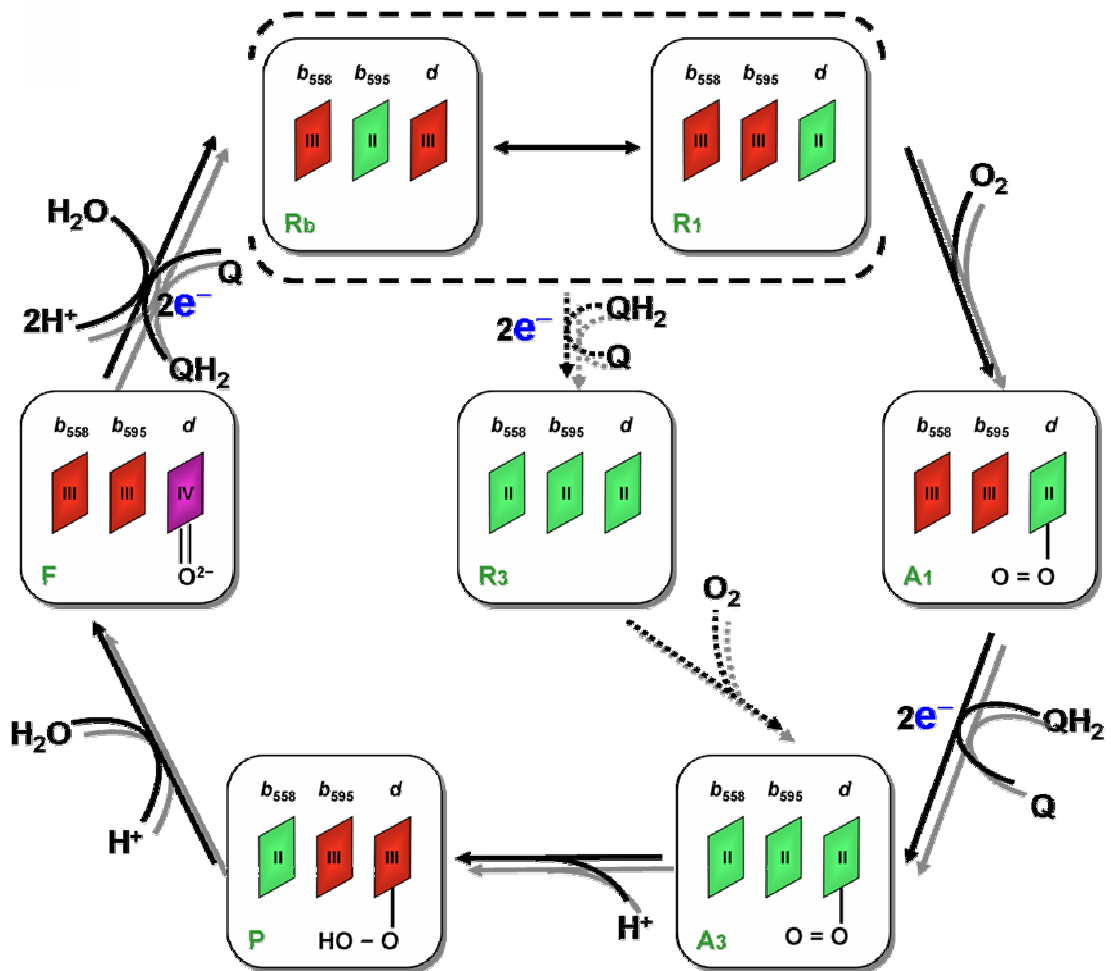 b558 b595 d
III II III
Rb
b558 b595 d
III III II
R1
O2
H2O
Q
2e−
2H+
QH2
2e−
QH2
Q
b558 b595 d
III III IV
O2−
F
b558 b595 d
II II II
R3
b558 b595 d
III III II
O = O
A1
O2
2e−
QH2
Q
H2O
H+
b558 b595 d
II III III
HO – O
P
H+
b558 b595 d
II II II
O = O
A3